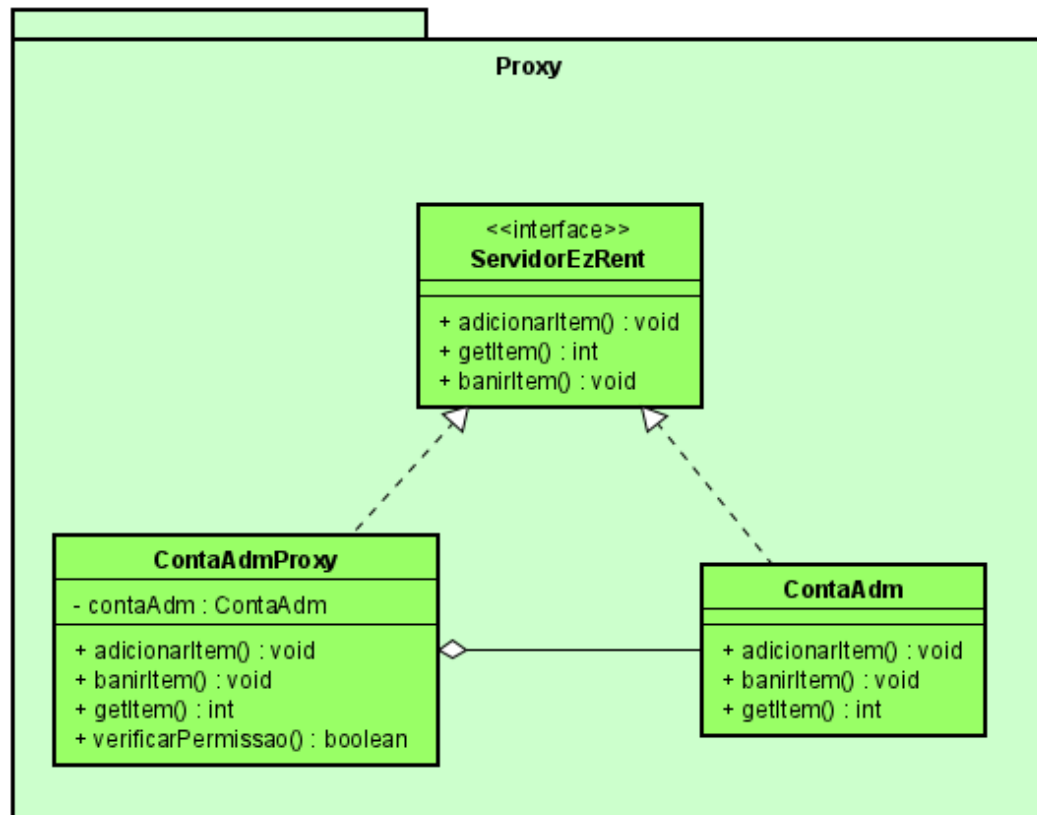 Proxy
<<interface>>
ServidorEzRent
+ adicionarItem() : void
+ getItem() : int
+ banirItem() : void
ContaAdmProxy
- contaAdm : ContaAdm
+ adicionarItem() : void
+ banirItem() : void
+ getItem() : int
+ verificarPermissao() : boolean
ContaAdm
+ adicionarItem() : void
+ banirItem() : void
+ getItem() : int